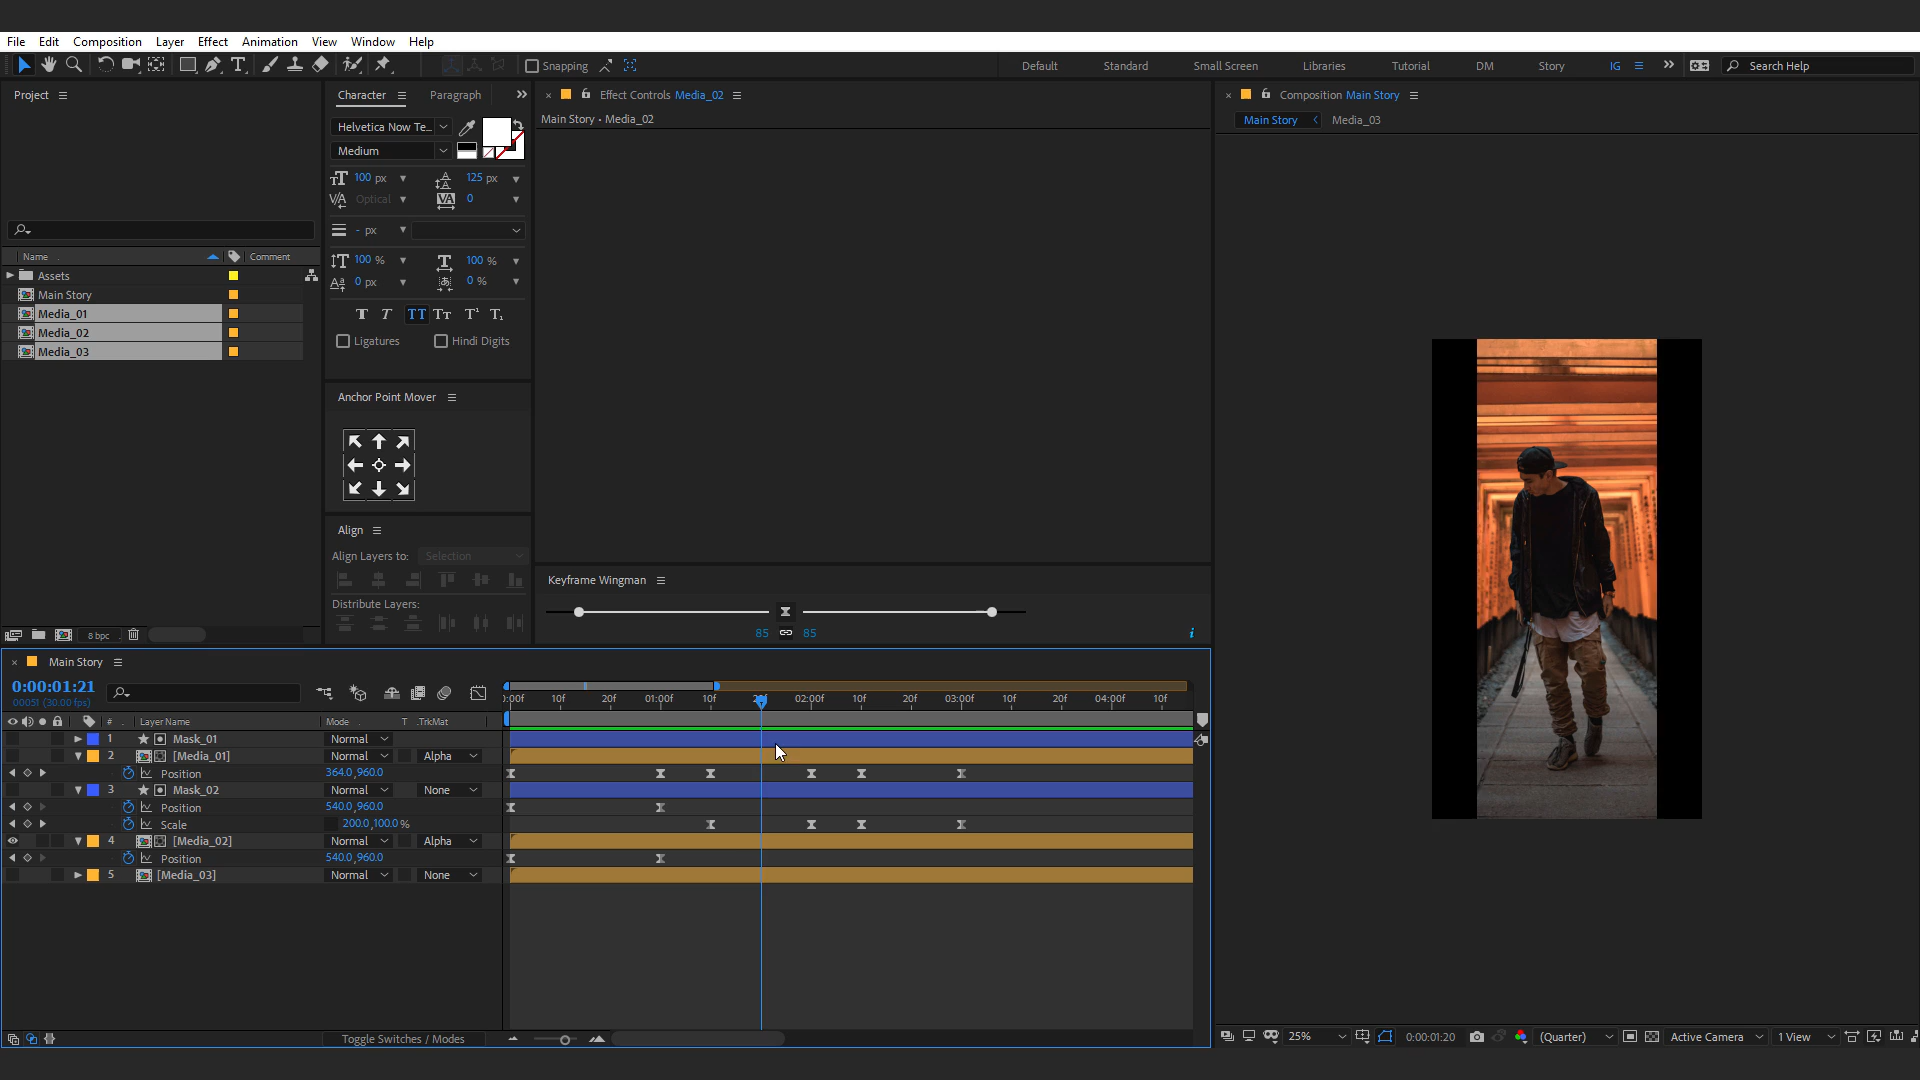 File Edit Composition Layer Effect Animation View Window Help
Snapping Default Standard Small Screen Libraries Tutorial DM Story IG Search Help
Project
Name Comment
Assets
Main Story
Media_01
Media_02
Media_03
8 bpc
Character Paragraph
Helvetica Now Te...
Medium
100 px 125 px
Optical 0
- px
100 % 100 %
0 px 0 %
Ligatures Hindi Digits
Anchor Point Mover
Align
Align Layers to: Selection
Distribute Layers:
Effect Controls Media_02
Main Story • Media_02
Keyframe Wingman
85 85
Composition Main Story
Main Story Media_03
25% 0:00:01:20 (Quarter) Active Camera 1 View
Main Story
0:00:01:21
00051 (30.00 fps)
:00f 10f 20f 01:00f 10f 02:00f 10f 20f 03:00f 10f 20f 04:00f 10f
# Layer Name Mode T .TrkMat
1 Mask_01 Normal
2 [Media_01] Normal Alpha
Position 364.0,960.0
3 Mask_02 Normal None
Position 540.0,960.0
Scale 200.0,100.0%
4 [Media_02] Normal Alpha
Position 540.0,960.0
5 [Media_03] Normal None
Toggle Switches / Modes